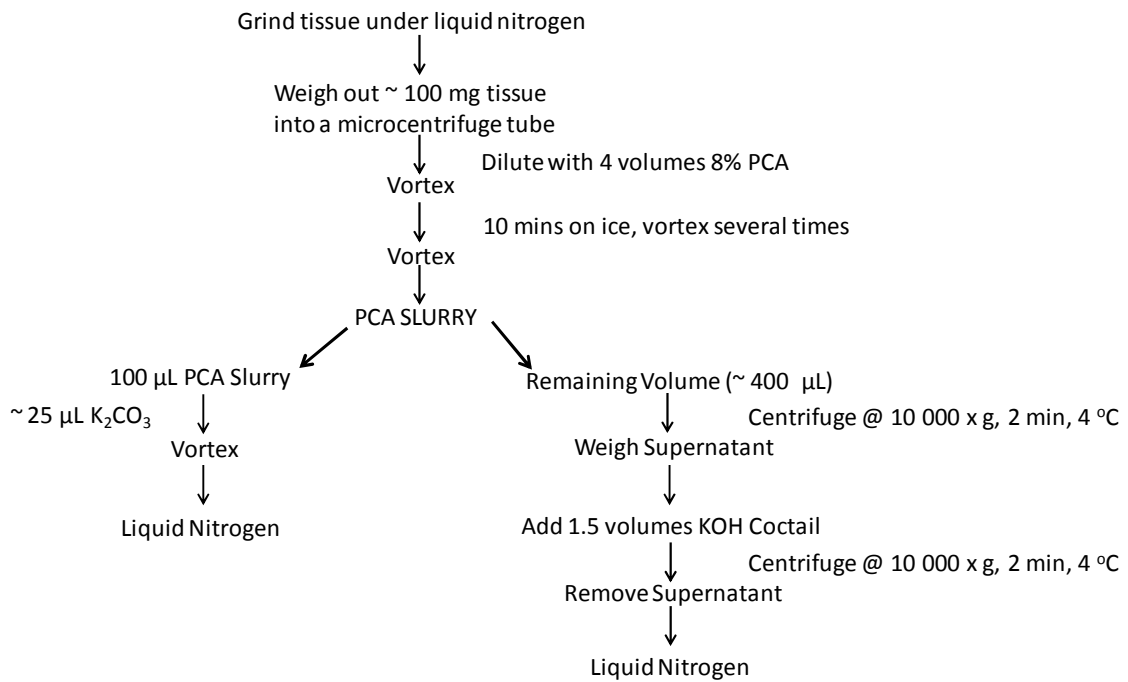 Grind tissue under liquid nitrogen
Weigh out ~ 100 mg tissue
into a microcentrifuge tube
Dilute with 4 volumes 8% PCA
Vortex
10 mins on ice, vortex several times
Vortex
PCA SLURRY
100 µL PCA Slurry
~ 25 µL K₂CO₃
Vortex
Liquid Nitrogen
Remaining Volume (~ 400 µL)
Centrifuge @ 10 000 x g, 2 min, 4 °C
Weigh Supernatant
Add 1.5 volumes KOH Coctail
Centrifuge @ 10 000 x g, 2 min, 4 °C
Remove Supernatant
Liquid Nitrogen